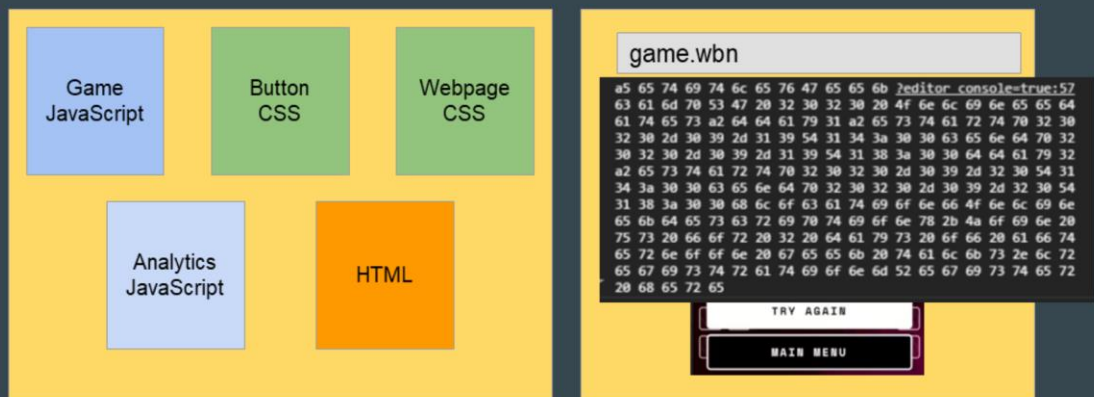 Game
JavaScript
Button
CSS
Webpage
CSS
Analytics
JavaScript
HTML
game.wbn
a5 65 74 69 74 6c 65 76 47 65 65 6b ?editor_console=true:57
63 61 6d 70 53 47 20 32 30 32 30 20 4f 6e 6c 69 6e 65 65 64
61 74 65 73 a2 64 64 61 79 31 a2 65 73 74 61 72 74 70 32 30
32 30 2d 30 39 2d 31 39 54 31 34 3a 30 30 63 65 6e 64 70 32
30 32 30 2d 30 39 2d 31 39 54 31 38 3a 30 30 64 64 61 79 32
a2 65 73 74 61 72 74 70 32 30 32 30 2d 30 39 2d 32 30 54 31
34 3a 30 30 63 65 6e 64 70 32 30 32 30 2d 30 39 2d 32 30 54
31 38 3a 30 30 68 6c 6f 63 61 74 69 6f 6e 66 4f 6e 6c 69 6e
65 6b 64 65 73 63 72 69 70 74 69 6f 6e 78 2b 4a 6f 69 6e 20
75 73 20 66 6f 72 20 32 20 64 61 79 73 20 6f 66 20 61 66 74
65 72 6e 6f 6f 6e 20 67 65 65 6b 20 74 61 6c 6b 73 2e 6c 72
65 67 69 73 74 72 61 74 69 6f 6e 6d 52 65 67 69 73 74 65 72
20 68 65 72 65
TRY AGAIN
MAIN MENU